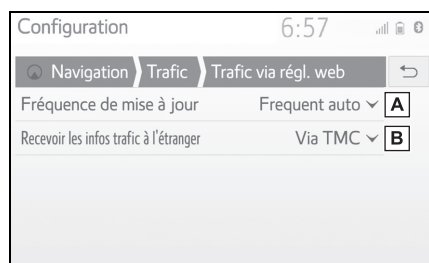 Configuration 6:57
Navigation Trafic Trafic via régl. web
Fréquence de mise à jour Frequent auto A
Recevoir les infos trafic à l'étranger Via TMC B